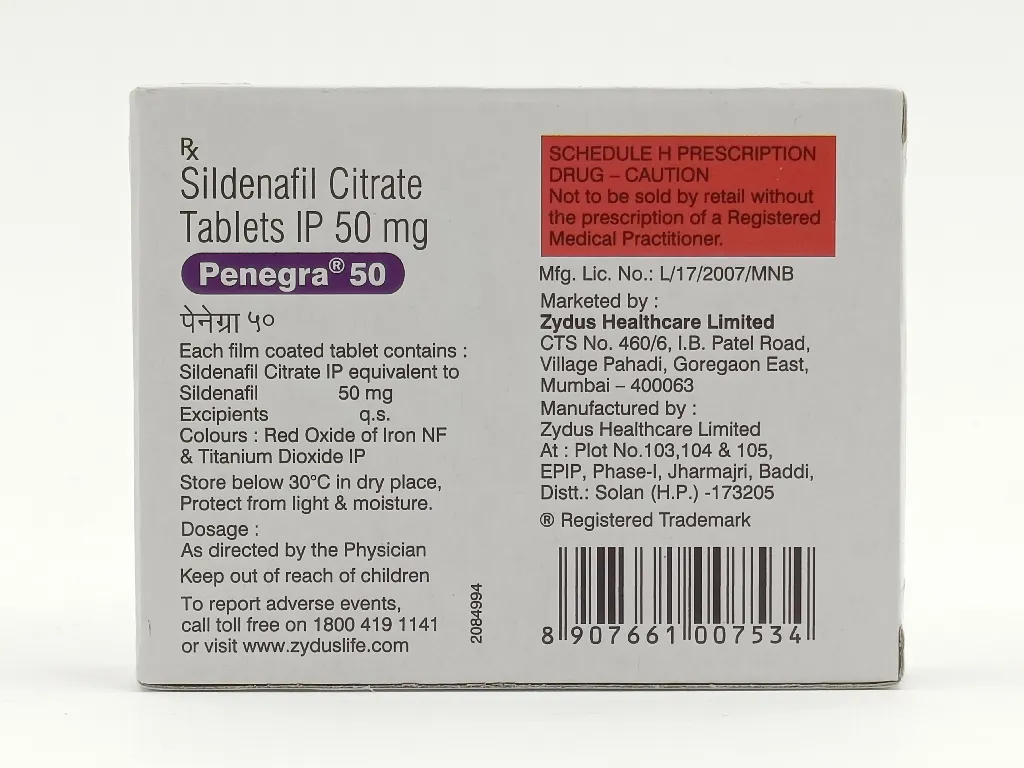 Rx
Sildenafil Citrate
Tablets IP 50 mg
Penegra® 50
पेनेग्रा ५०
Each film coated tablet contains :
Sildenafil Citrate IP equivalent to
Sildenafil 50 mg
Excipients q.s.
Colours : Red Oxide of Iron NF
& Titanium Dioxide IP
Store below 30°C in dry place,
Protect from light & moisture.
Dosage :
As directed by the Physician
Keep out of reach of children
To report adverse events,
call toll free on 1800 419 1141
or visit www.zyduslife.com
2084994
SCHEDULE H PRESCRIPTION
DRUG – CAUTION
Not to be sold by retail without
the prescription of a Registered
Medical Practitioner.
Mfg. Lic. No.: L/17/2007/MNB
Marketed by :
Zydus Healthcare Limited
CTS No. 460/6, I.B. Patel Road,
Village Pahadi, Goregaon East,
Mumbai – 400063
Manufactured by :
Zydus Healthcare Limited
At : Plot No.103,104 & 105,
EPIP, Phase-I, Jharmajri, Baddi,
Distt.: Solan (H.P.) -173205
® Registered Trademark
8 907661 007534